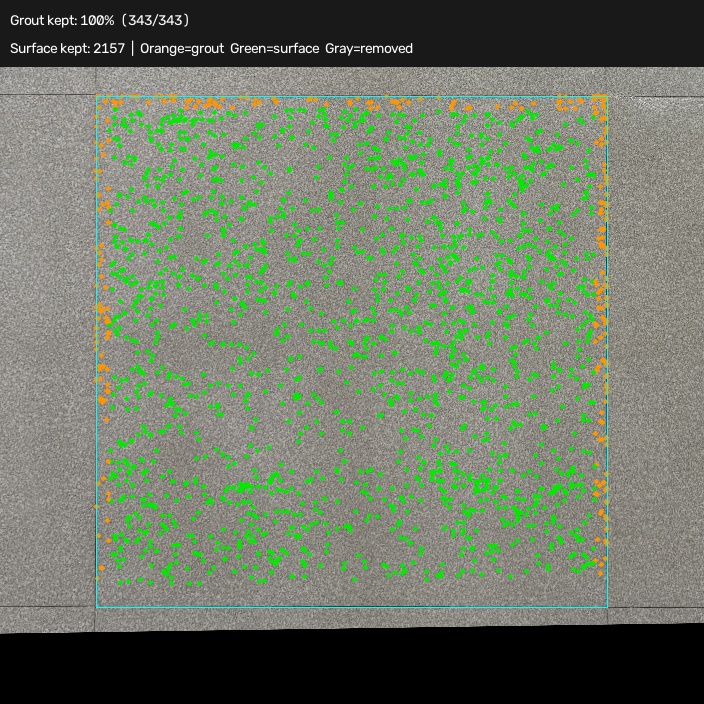 Grout kept: 100% (343/343)
Surface kept: 2157 | Orange=grout Green=surface Gray=removed